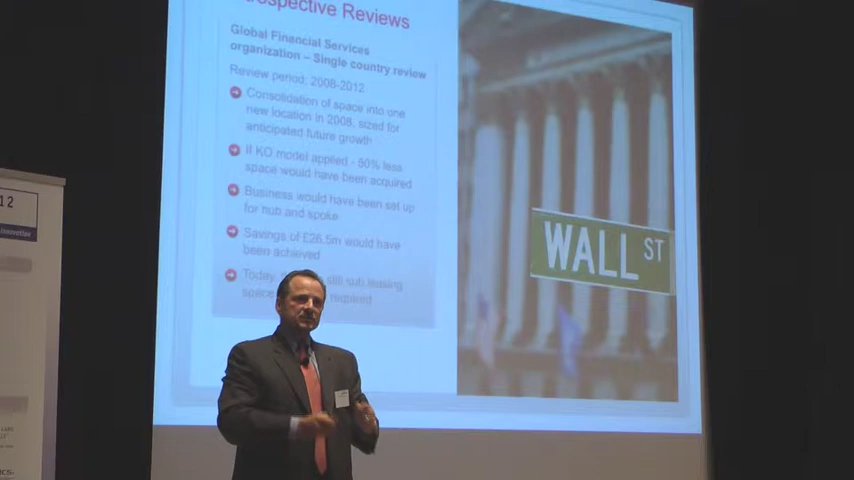 rospective Reviews
Global Financial Services
organization – Single country review
Review period: 2008-2012
Consolidation of space into one
new location in 2008, sized for
anticipated future growth
If KO model applied - 80% less
space would have been acquired
Business would have been set up
for hub and spoke
Savings of £26.5m would have
been achieved
Today, still sub leasing
space required
WALL ST
12
innovation